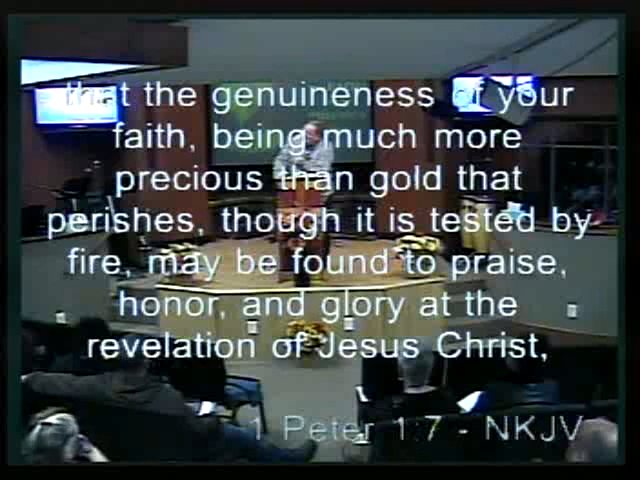 that the genuineness of your
faith, being much more
precious than gold that
perishes, though it is tested by
fire, may be found to praise,
honor, and glory at the
revelation of Jesus Christ,
1 Peter 1:7 - NKJV